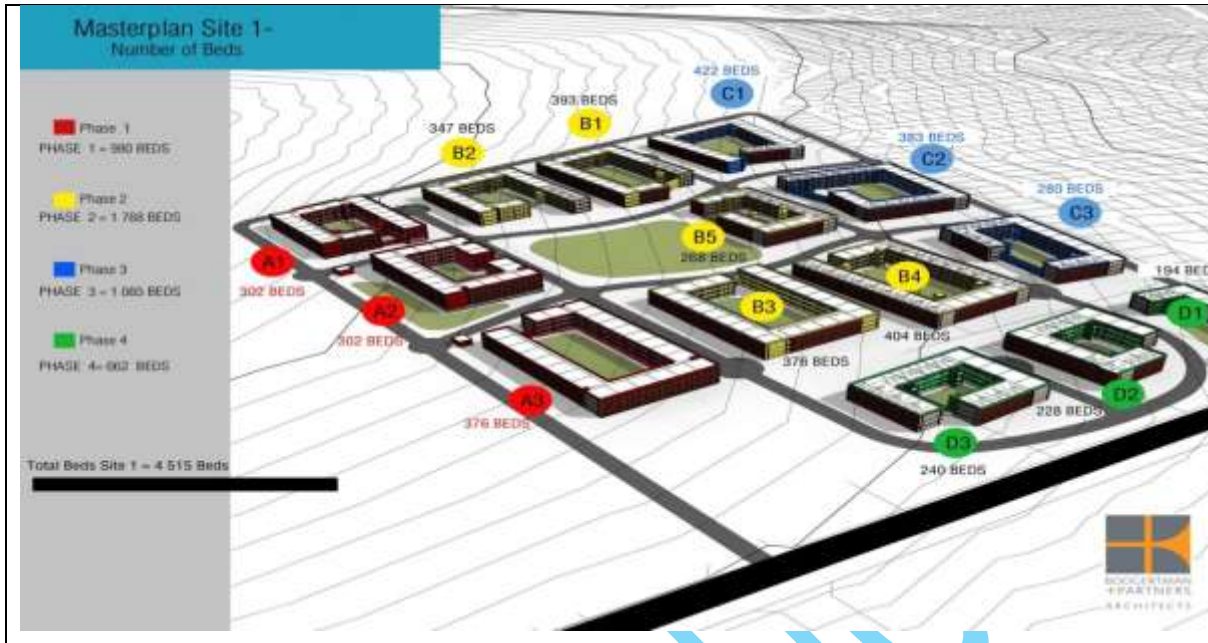 Masterplan Site 1-
Number of Beds
Phase 1
PHASE 1 = 980 BEDS
Phase 2
PHASE 2 = 1 788 BEDS
Phase 3
PHASE 3 = 1 085 BEDS
Phase 4
PHASE 4= 662 BEDS
Total Beds Site 1 = 4 515 Beds
422 BEDS
C1
393 BEDS
B1
347 BEDS
B2
383 BEDS
C2
280 BEDS
C3
B5
268 BEDS
A1
302 BEDS
A2
302 BEDS
A3
376 BEDS
B3
376 BEDS
B4
404 BEDS
194 BED
D1
D2
228 BEDS
D3
240 BEDS
BOOGERTMAN
+PARTNERS
ARCHITECTS